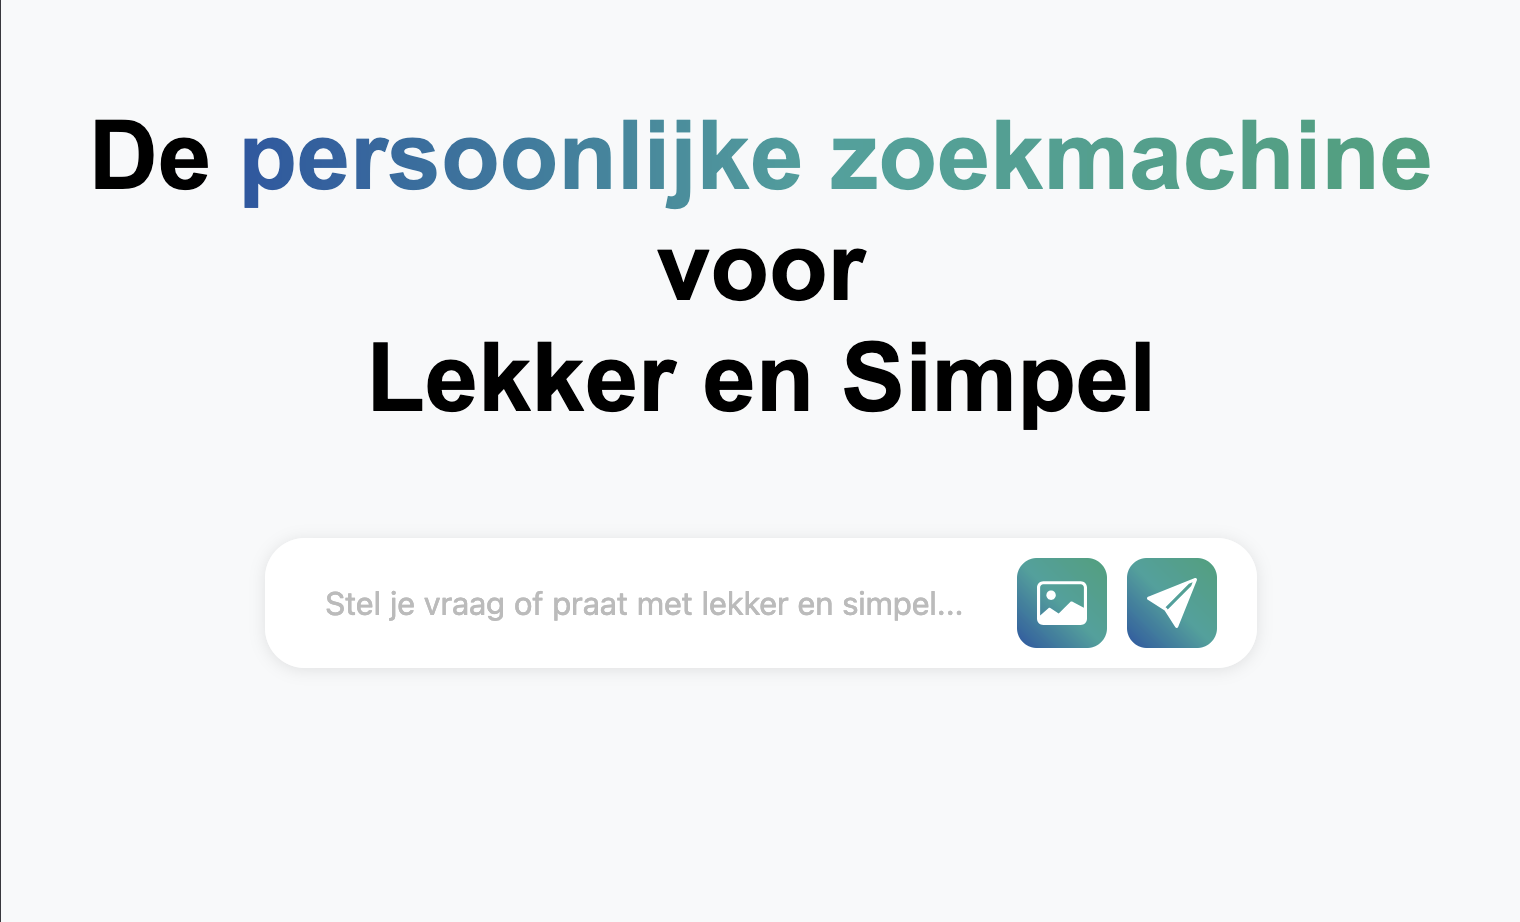 De persoonlijke zoekmachine
voor
Lekker en Simpel
Stel je vraag of praat met lekker en simpel...